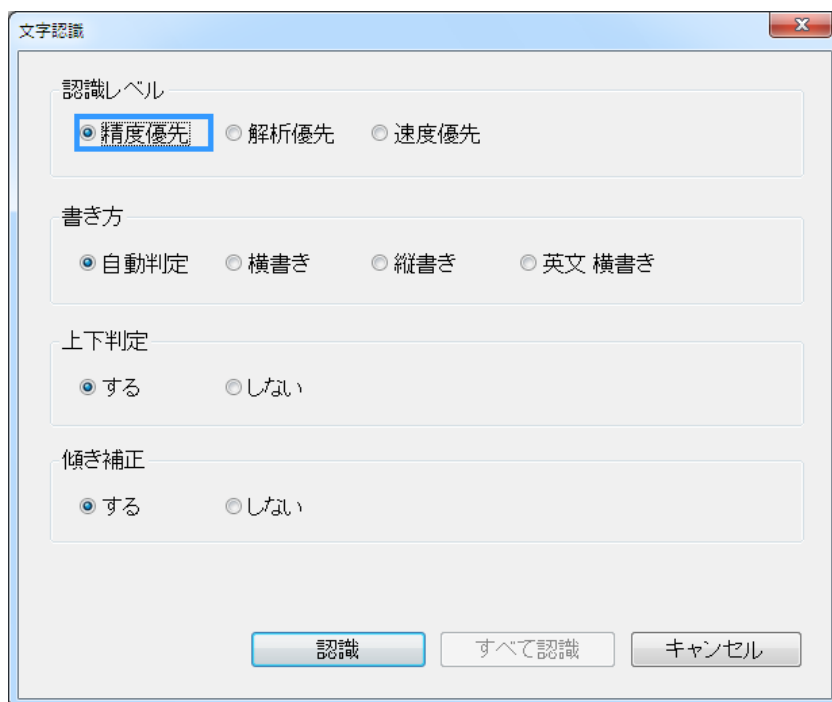 文字認識
認識レベル
精度優先 解析優先 速度優先
書き方
自動判定 横書き 縦書き 英文 横書き
上下判定
する しない
傾き補正
する しない
認識 すべて認識 キャンセル